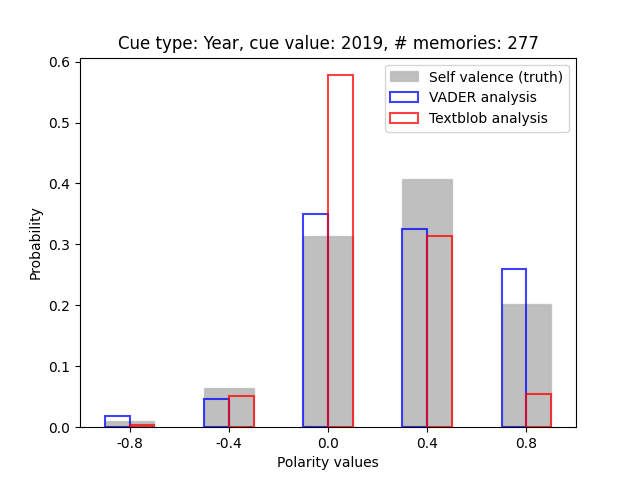 Cue type: Year, cue value: 2019, # memories: 277
Self valence (truth)
VADER analysis
Textblob analysis
Probability
0.6
0.5
0.4
0.3
0.2
0.1
0.0
-0.8 -0.4 0.0 0.4 0.8
Polarity values